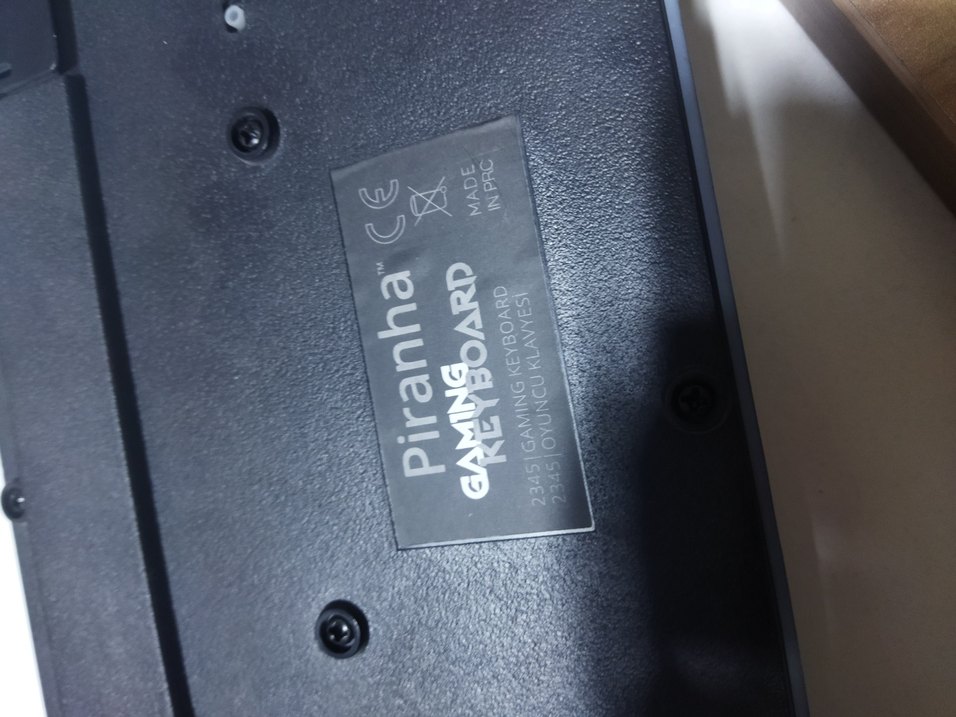 Piranha™
GAMING
KEYBOARD
2345 | GAMING KEYBOARD
2345 | OYUNCU KLAVYESİ
CE
MADE
IN PRC